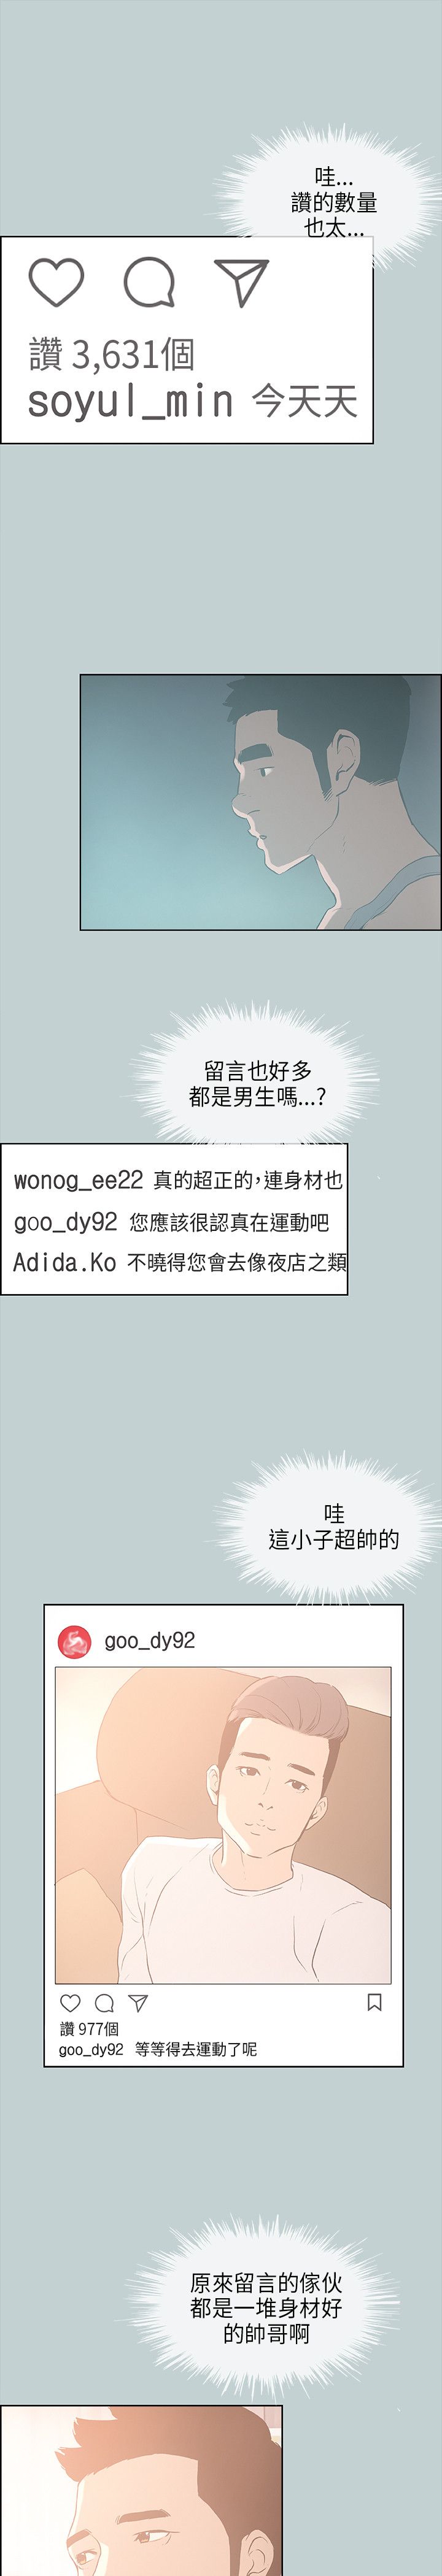 哇...
讚的數量
也太...
讚 3,631個
soyul_min 今天天
留言也好多
都是男生嗎...?
wonog_ee22 真的超正的,連身材也
goo_dy92 您應該很認真在運動吧
Adida.Ko 不曉得您會去像夜店之類
哇
這小子超帥的
goo_dy92
讚 977個
goo_dy92 等等得去運動了呢
原來留言的傢伙
都是一堆身材好
的帥哥啊